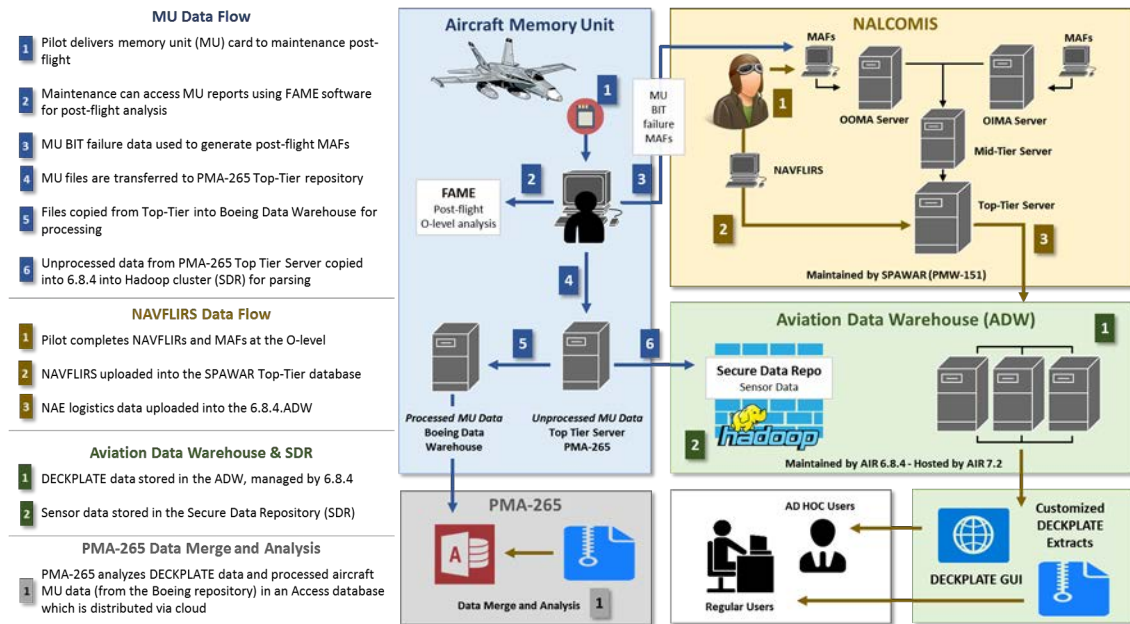 MU Data Flow
1 Pilot delivers memory unit (MU) card to maintenance post-
flight
2 Maintenance can access MU reports using FAME software
for post-flight analysis
3 MU BIT failure data used to generate post-flight MAFs
4 MU files are transferred to PMA-265 Top-Tier repository
5 Files copied from Top-Tier into Boeing Data Warehouse for
processing
6 Unprocessed data from PMA-265 Top Tier Server copied
into 6.8.4 into Hadoop cluster (SDR) for parsing
NAVFLIRS Data Flow
1 Pilot completes NAVFLIRs and MAFs at the O-level
2 NAVFLIRS uploaded into the SPAWAR Top-Tier database
3 NAE logistics data uploaded into the 6.8.4.ADW
Aviation Data Warehouse & SDR
1 DECKPLATE data stored in the ADW, managed by 6.8.4
2 Sensor data stored in the Secure Data Repository (SDR)
PMA-265 Data Merge and Analysis
1 PMA-265 analyzes DECKPLATE data and processed aircraft
MU data (from the Boeing repository) in an Access database
which is distributed via cloud
Aircraft Memory Unit
1
2
3
FAME
Post-flight
O-level analysis
MU
BIT
failure
MAFs
4
5
6
Processed MU Data
Boeing Data
Warehouse
Unprocessed MU Data
Top Tier Server
PMA-265
NALCOMIS
MAFs
MAFs
1
OOMA Server
OIMA Server
Mid-Tier Server
NAVFLIRS
Top-Tier Server
2
3
Maintained by SPAWAR (PMW-151)
Aviation Data Warehouse (ADW)
1
Secure Data Repo
Sensor Data
hadoop
2
Maintained by AIR 6.8.4 - Hosted by AIR 7.2
PMA-265
A
Data Merge and Analysis
1
AD HOC Users
Regular Users
Customized
DECKPLATE
Extracts
DECKPLATE GUI